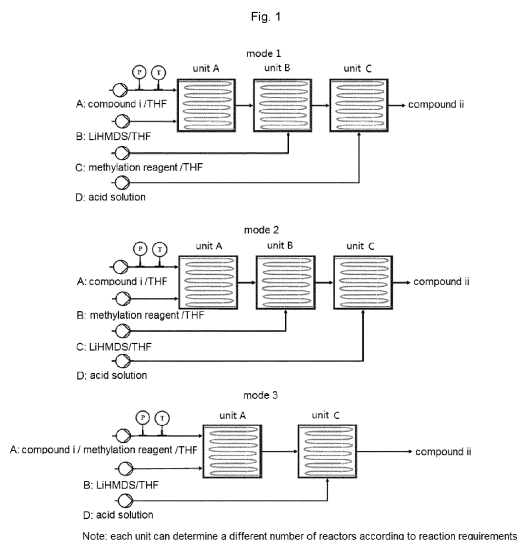 Fig. 1
mode 1
unit A unit B unit C
P T
A: compound i /THF
compound ii
B: LiHMDS/THF
C: methylation reagent /THF
D: acid solution
mode 2
unit A unit B unit C
P T
A: compound i /THF
compound ii
B: methylation reagent /THF
C: LiHMDS/THF
D; acid solution
mode 3
unit A unit C
P T
A: compound i / methylation reagent /THF
compound ii
B: LiHMDS/THF
D: acid solution
Note: each unit can determine a different number of reactors according to reaction requirements